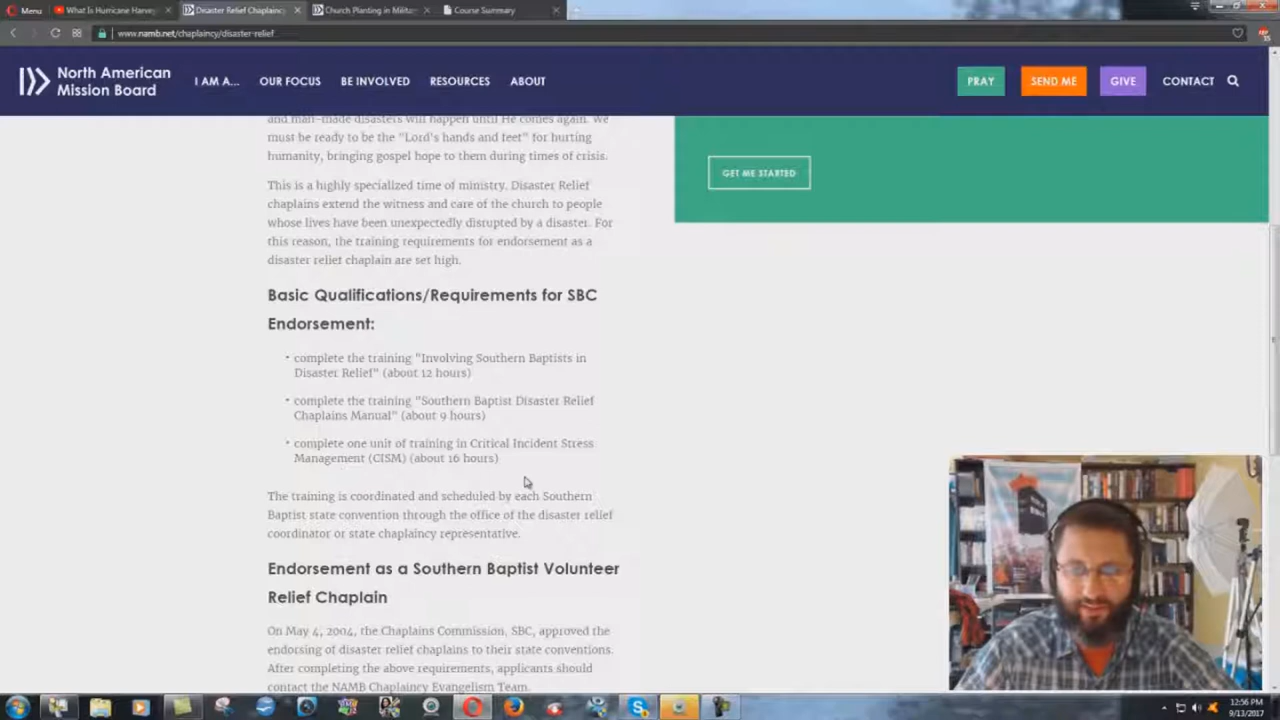 Menu
What Is Hurricane Harve
Disaster Relief Chaplainc
Church Planting in Milita
Course Summary
www.namb.net/chaplaincy/disaster-relief
North American
Mission Board
I AM A...
OUR FOCUS
BE INVOLVED
RESOURCES
ABOUT
PRAY
SEND ME
GIVE
CONTACT
and man-made disasters will happen until He comes again. We
must be ready to be the "Lord's hands and feet" for hurting
humanity, bringing gospel hope to them during times of crisis.
GET ME STARTED
This is a highly specialized time of ministry. Disaster Relief
chaplains extend the witness and care of the church to people
whose lives have been unexpectedly disrupted by a disaster. For
this reason, the training requirements for endorsement as a
disaster relief chaplain are set high.
Basic Qualifications/Requirements for SBC
Endorsement:
• complete the training "Involving Southern Baptists in
Disaster Relief" (about 12 hours)
• complete the training "Southern Baptist Disaster Relief
Chaplains Manual" (about 9 hours)
• complete one unit of training in Critical Incident Stress
Management (CISM) (about 16 hours)
The training is coordinated and scheduled by each Southern
Baptist state convention through the office of the disaster relief
coordinator or state chaplaincy representative.
Endorsement as a Southern Baptist Volunteer
Relief Chaplain
On May 4, 2004, the Chaplains Commission, SBC, approved the
endorsing of disaster relief chaplains to their state conventions.
After completing the above requirements, applicants should
contact the NAMB Chaplaincy Evangelism Team.
12:56 PM
9/13/2017